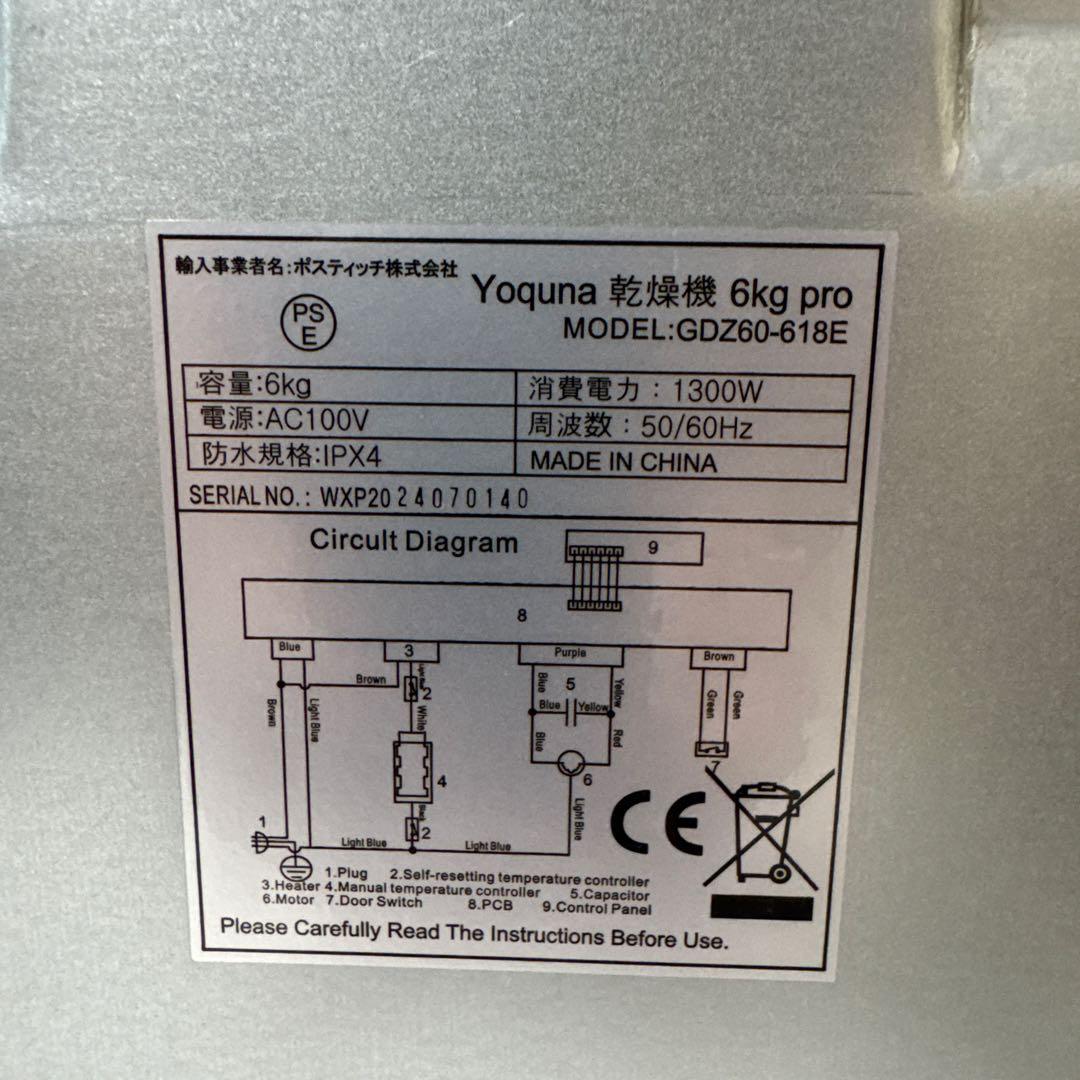 輸入事業者名:ポスティッチ株式会社
PS
E
Yoquna 乾燥機 6kg pro
MODEL:GDZ60-618E
容量:6kg
消費電力:1300W
電源:AC100V
周波数:50/60Hz
防水規格:IPX4
MADE IN CHINA
SERIAL NO.: WXP2024070140
Circult Diagram
9
8
Blue
3
Purple
Brown
Brown
2
Blue
5
Yellow
Green
Green
Brown
Light Blue
White
Blue
Yellow
Blue
Red
7
4
6
1
Black
2
Light Blue
Light Blue
Light Blue
CE
1.Plug 2.Self-resetting temperature controller
3.Heater 4.Manual temperature controller 5.Capacitor
6.Motor 7.Door Switch 8.PCB 9.Control Panel
Please Carefully Read The Instructions Before Use.